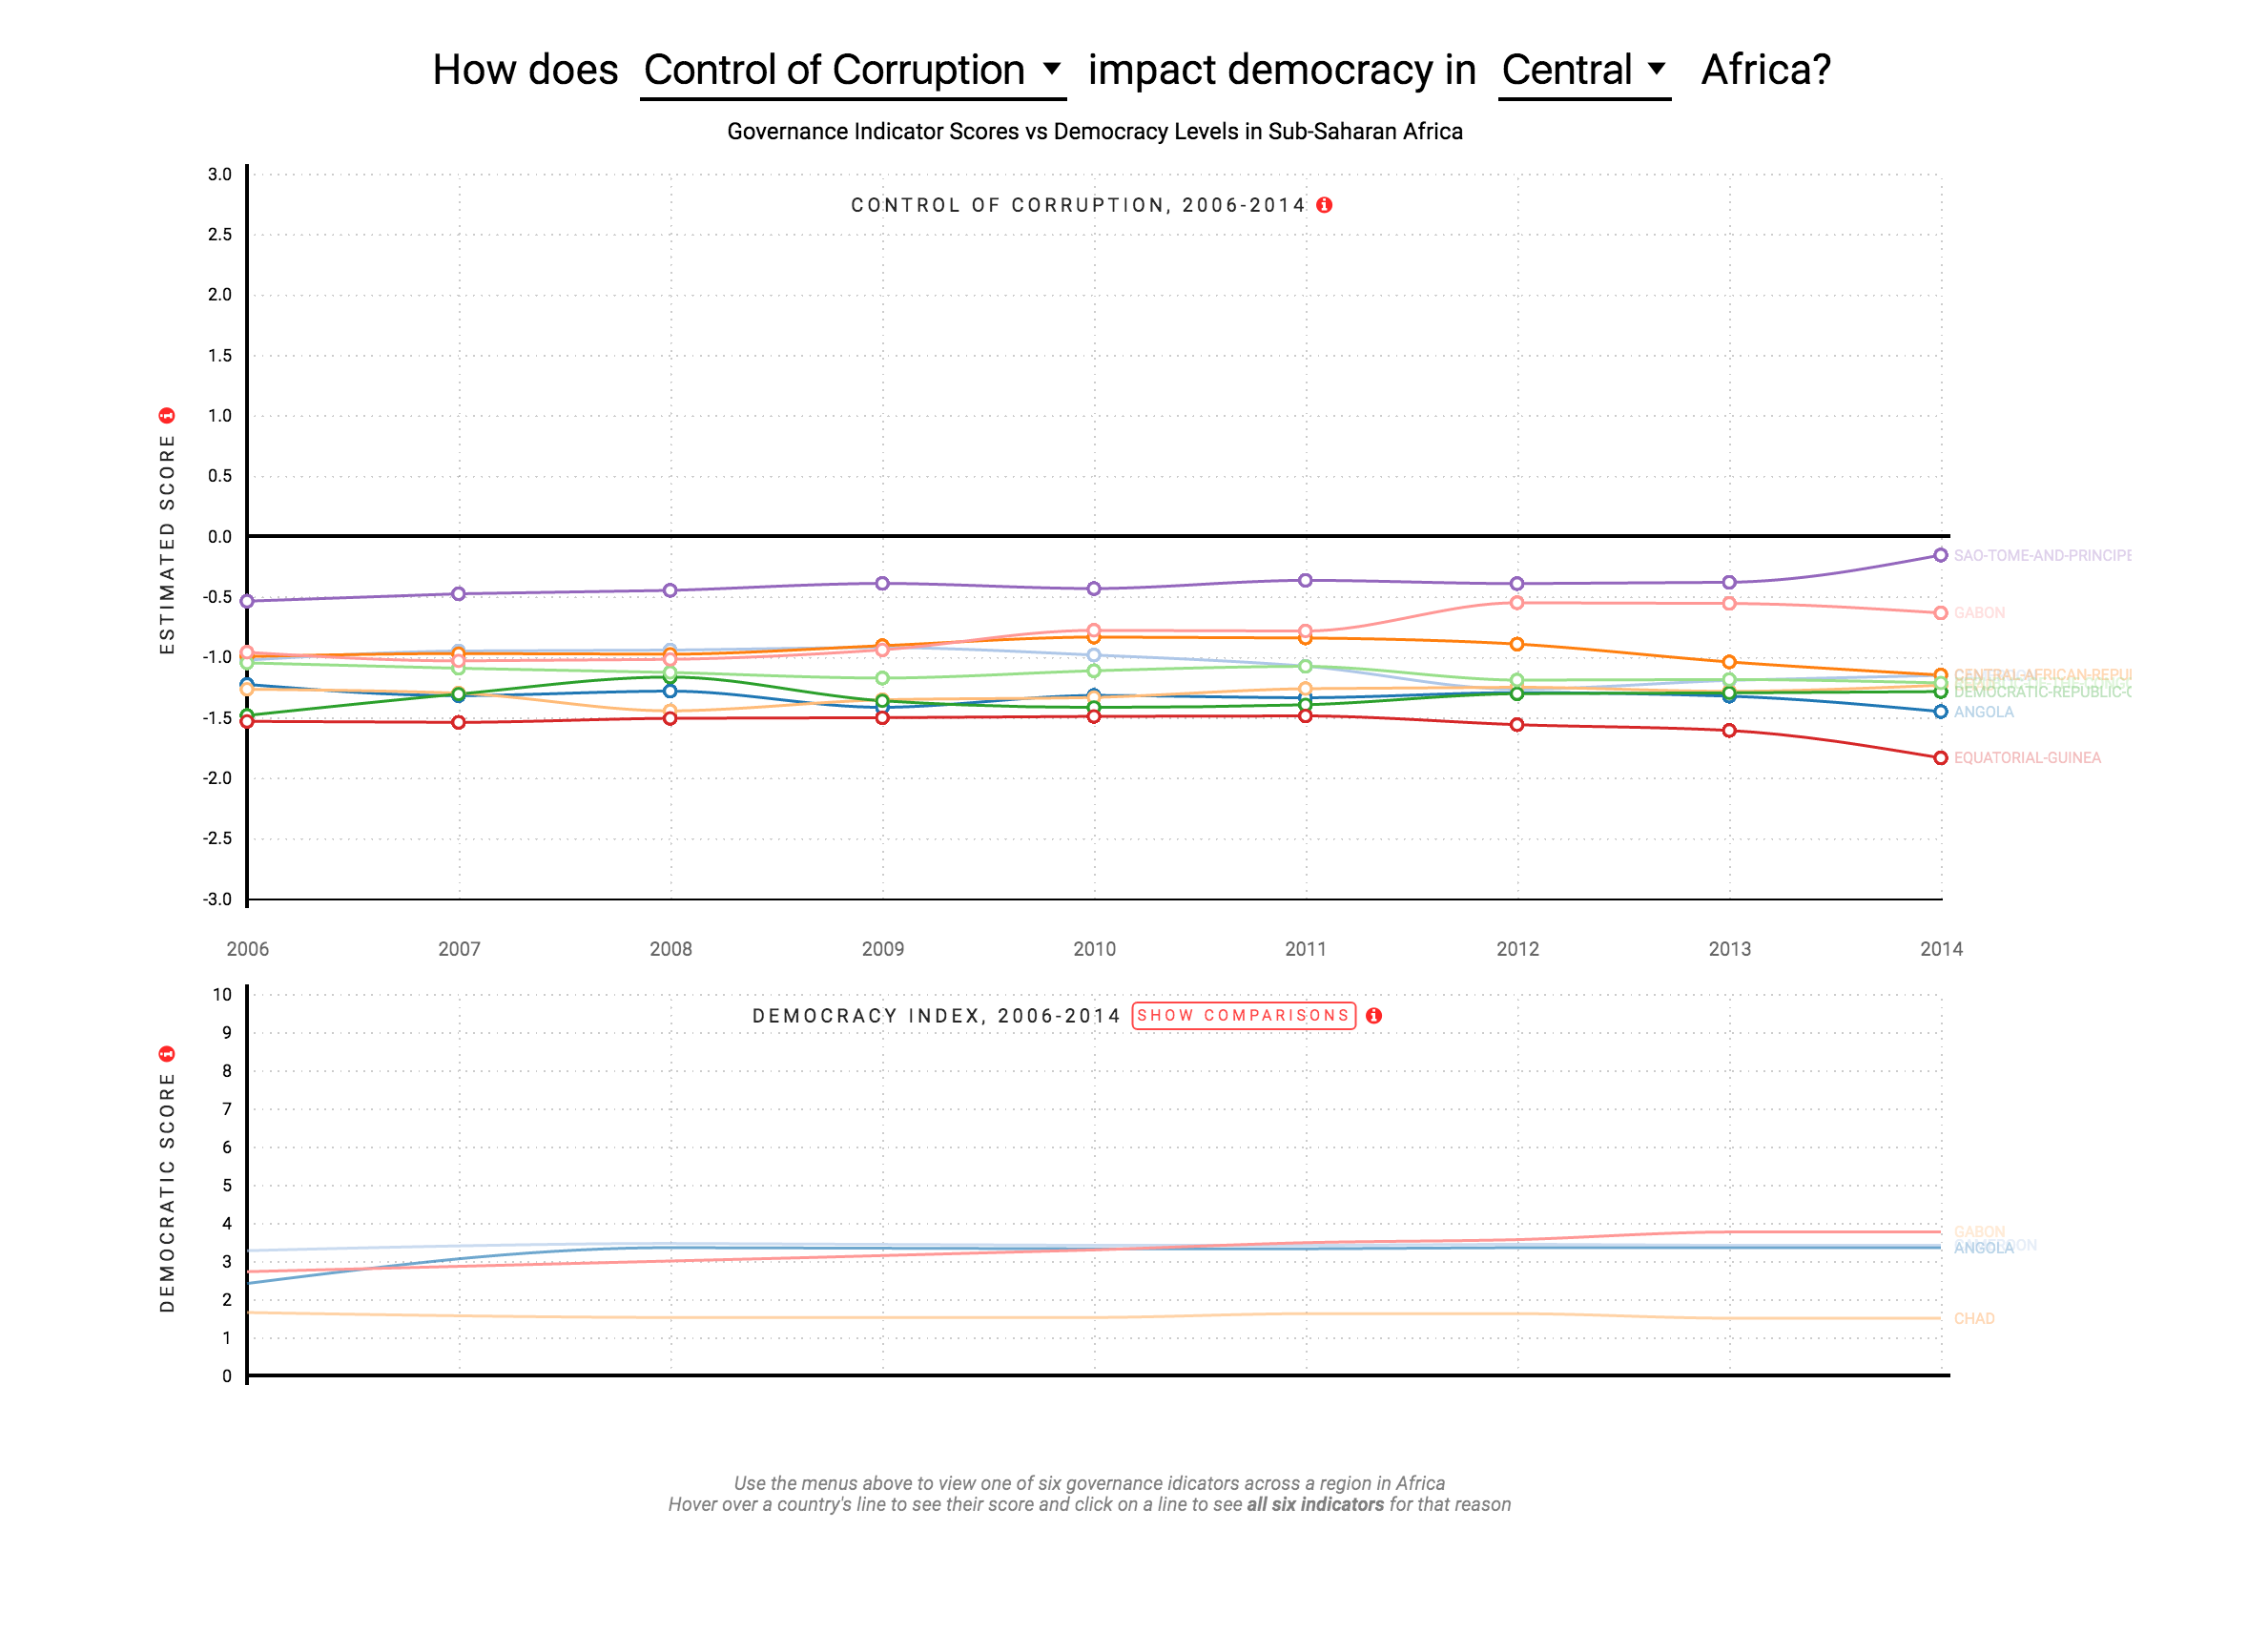 How does Control of Corruption ▼ impact democracy in Central ▼ Africa?
Governance Indicator Scores vs Democracy Levels in Sub-Saharan Africa
CONTROL OF CORRUPTION, 2006-2014
ESTIMATED SCORE
3.0
2.5
2.0
1.5
1.0
0.5
0.0
-0.5
-1.0
-1.5
-2.0
-2.5
-3.0
SAO-TOME-AND-PRINCIPE
GABON
CENTRAL-AFRICAN-REPUI
DEMOCRATIC-REPUBLIC-
ANGOLA
EQUATORIAL-GUINEA
2006 2007 2008 2009 2010 2011 2012 2013 2014
DEMOCRACY INDEX, 2006-2014 SHOW COMPARISONS
DEMOCRATIC SCORE
10
9
8
7
6
5
4
3
2
1
0
GABON
ANGOLA
CHAD
Use the menus above to view one of six governance idicators across a region in Africa
Hover over a country's line to see their score and click on a line to see all six indicators for that reason